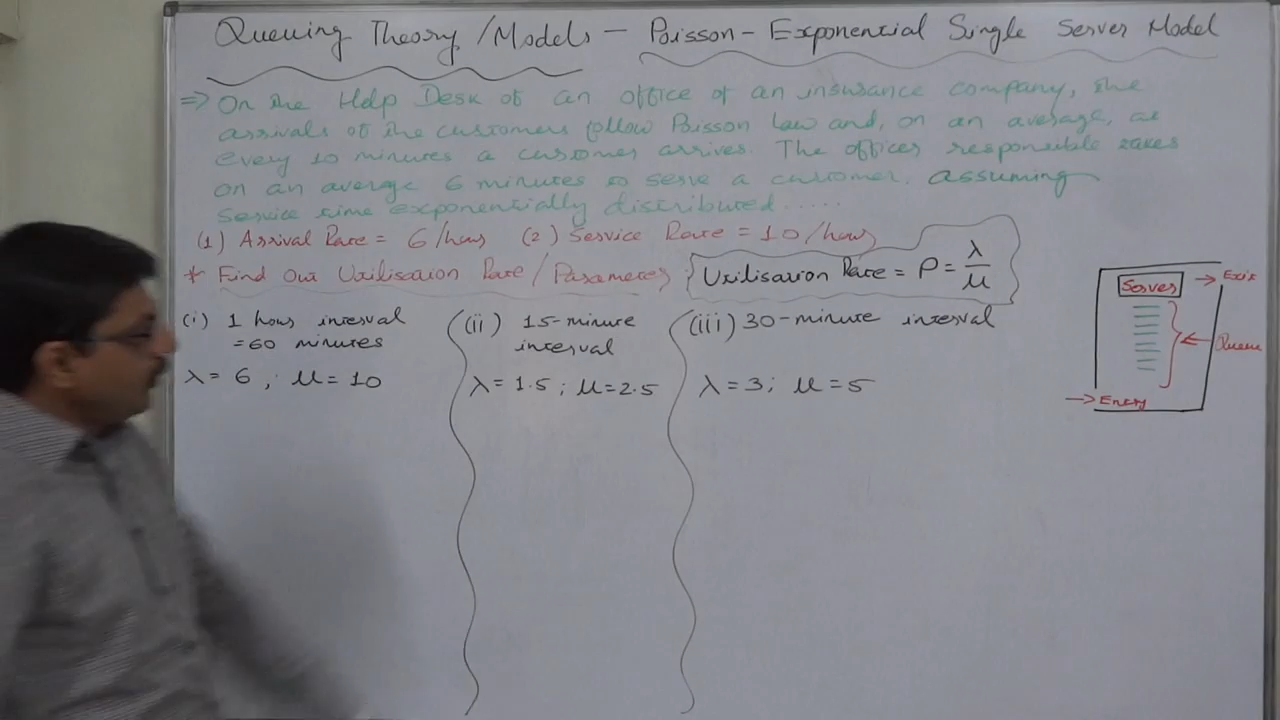 Queuing Theory/Models - Poisson-Exponential Single Server Model
=> On the Help Desk of an office of an insurance company, the
arrivals of the customers follow Poisson law and, on an average, at
every 10 minutes a customer arrives. The officer responsible takes
on an average 6 minutes to serve a customer. Assuming
service time exponentially distributed......
(1) Arrival Rate = 6/hour (2) Service Rate = 10/hour
* Find Out Utilisation Rate/Parameter
Utilisation Rate = P = λ/μ
(i) 1 hour interval
= 60 minutes
λ = 6, μ = 10
(ii) 15-minute
interval
λ = 1.5; μ = 2.5
(iii) 30-minute interval
λ = 3; μ = 5
Server
→ Exit
Queue
→ Entry